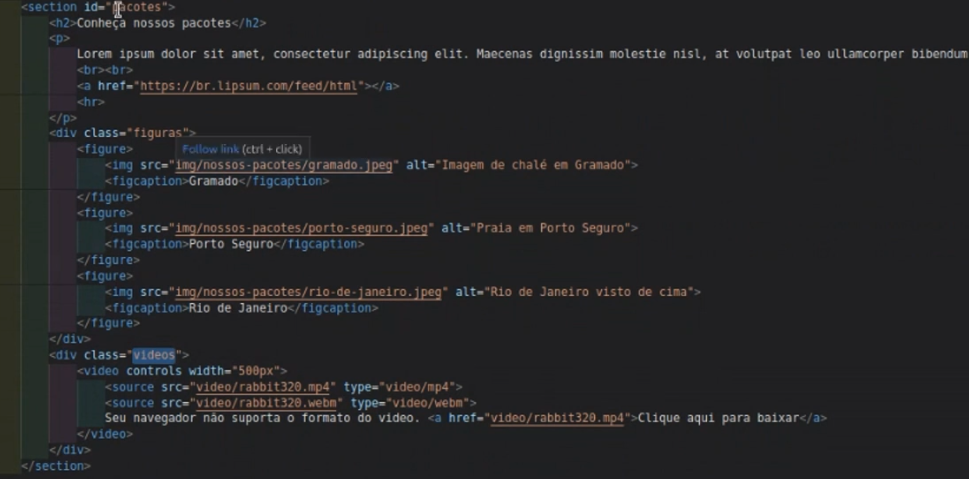 <section id="pacotes">
<h2>Conheça nossos pacotes</h2>
<p>
Lorem ipsum dolor sit amet, consectetur adipiscing elit. Maecenas dignissim molestie nisl, at volutpat leo ullamcorper bibendum
<br><br>
<a href="https://br.lipsum.com/feed/html"></a>
<hr>
</p>
<div class="figuras">
<figure>
Follow link (ctrl + click)
<img src="img/nossos-pacotes/gramado.jpeg" alt="Imagem de chalé em Gramado">
<figcaption>Gramado</figcaption>
</figure>
<figure>
<img src="img/nossos-pacotes/porto-seguro.jpeg" alt="Praia em Porto Seguro">
<figcaption>Porto Seguro</figcaption>
</figure>
<figure>
<img src="img/nossos-pacotes/rio-de-janeiro.jpeg" alt="Rio de Janeiro visto de cima">
<figcaption>Rio de Janeiro</figcaption>
</figure>
</div>
<div class="videos">
<video controls width="500px">
<source src="video/rabbit320.mp4" type="video/mp4">
<source src="video/rabbit320.webm" type="video/webm">
Seu navegador não suporta o formato do video. <a href="video/rabbit320.mp4">Clique aqui para baixar</a>
</video>
</div>
</section>